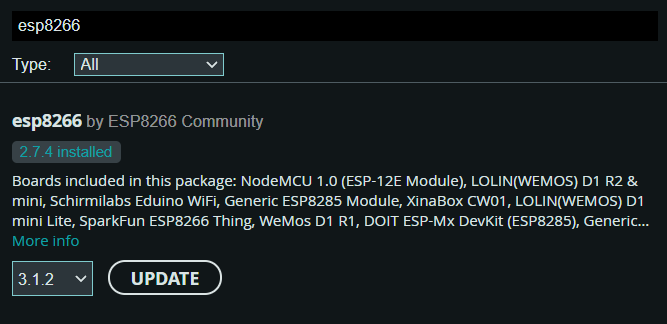 esp8266
Type: All
esp8266 by ESP8266 Community
2.7.4 installed
Boards included in this package: NodeMCU 1.0 (ESP-12E Module), LOLIN(WEMOS) D1 R2 &
mini, Schirmilabs Eduino WiFi, Generic ESP8285 Module, XinaBox CW01, LOLIN(WEMOS) D1
mini Lite, SparkFun ESP8266 Thing, WeMos D1 R1, DOIT ESP-Mx DevKit (ESP8285), Generic...
More info
3.1.2 UPDATE